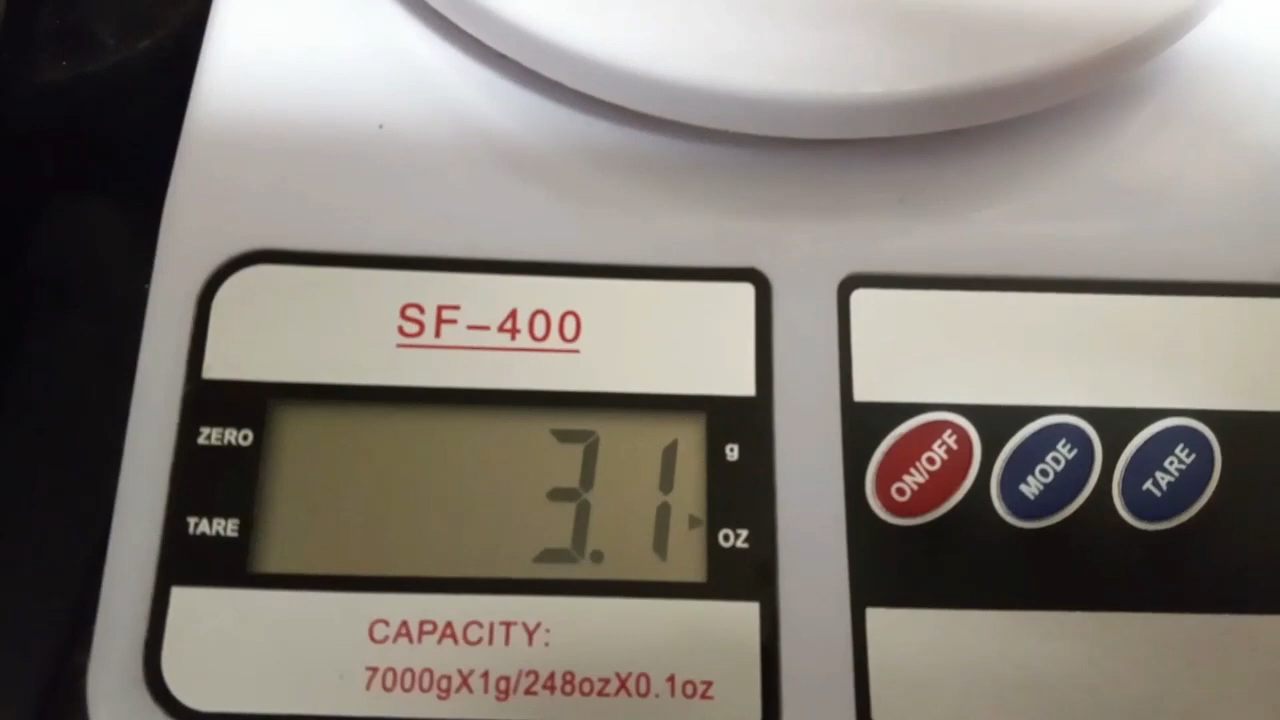 SF-400
ZERO
g
3.1
TARE
OZ
CAPACITY:
7000gX1g/248ozX0.1oz
ON/OFF
MODE
TARE